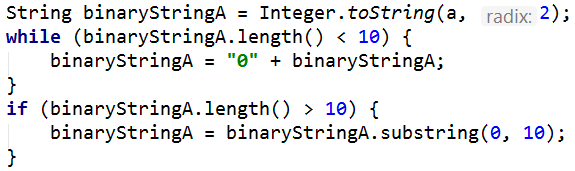 String binaryStringA = Integer.toString(a, radix: 2);
while (binaryStringA.length() < 10) {
    binaryStringA = "0" + binaryStringA;
}
if (binaryStringA.length() > 10) {
    binaryStringA = binaryStringA.substring(0, 10);
}